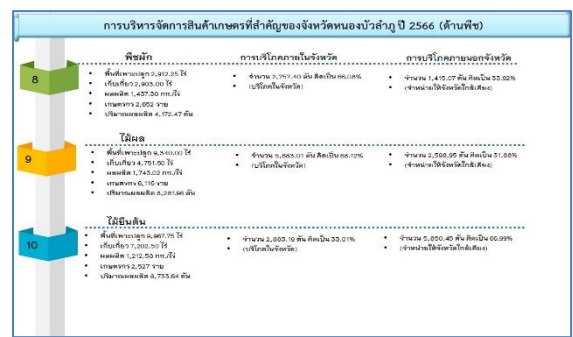 การบริหารจัดการสินค้าเกษตรที่สำคัญของจังหวัดหนองบัวลำภู ปี 2566 (ด้านพืช)
8
พืชผัก
• พื้นที่เพาะปลูก 2,912.25 ไร่
• เก็บเกี่ยว 2,903.00 ไร่
• ผลผลิต 1,437.30 กก./ไร่
• เกษตรกร 2,652 ราย
• ปริมาณผลผลิต 4,172.47 ตัน
การบริโภคภายในจังหวัด
• จำนวน 2,757.40 ตัน คิดเป็น 66.08%
• (บริโภคในจังหวัด)
การบริโภคภายนอกจังหวัด
• จำนวน 1,415.07 ตัน คิดเป็น 33.92%
• (จำหน่ายให้จังหวัดใกล้เคียง)
9
ไม้ผล
• พื้นที่เพาะปลูก 9,340.00 ไร่
• เก็บเกี่ยว 4,751.50 ไร่
• ผลผลิต 1,743.02 กก./ไร่
• เกษตรกร 6,116 ราย
• ปริมาณผลผลิต 8,281.96 ตัน
• จำนวน 5,683.01 ตัน คิดเป็น 68.12%
• (บริโภคในจังหวัด)
• จำนวน 2,598.95 ตัน คิดเป็น 31.88%
• (จำหน่ายให้จังหวัดใกล้เคียง)
10
ไม้ยืนต้น
• พื้นที่เพาะปลูก 9,967.75 ไร่
• เก็บเกี่ยว 7,202.50 ไร่
• ผลผลิต 1,212.58 กก./ไร่
• เกษตรกร 2,527 ราย
• ปริมาณผลผลิต 8,733.64 ตัน
• จำนวน 2,883.19 ตัน คิดเป็น 33.01%
• (บริโภคในจังหวัด)
• จำนวน 5,850.45 ตัน คิดเป็น 66.99%
• (จำหน่ายให้จังหวัดใกล้เคียง)